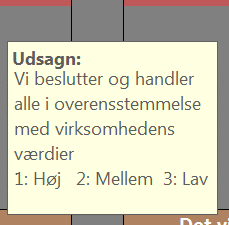 Udsagn:
Vi beslutter og handler
alle i overensstemmelse
med virksomhedens
værdier
1: Høj   2: Mellem  3: Lav